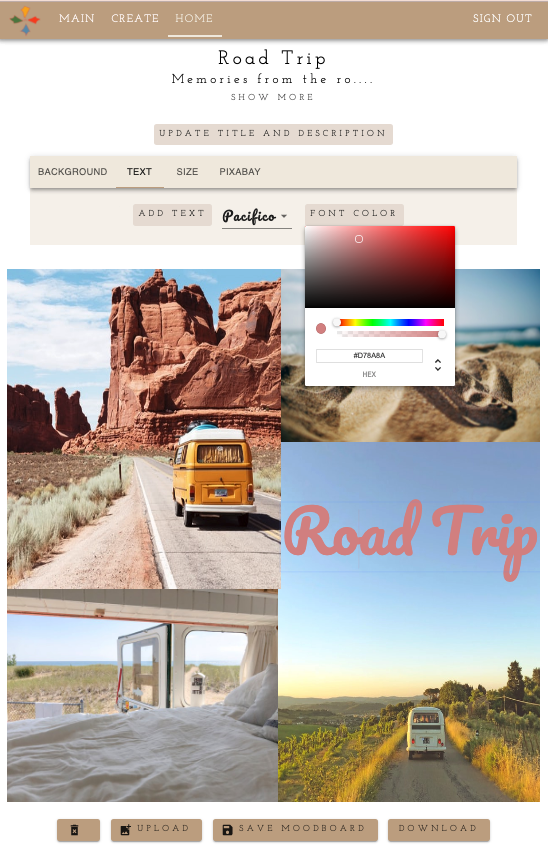 MAIN CREATE HOME SIGN OUT
Road Trip
Memories from the ro....
SHOW MORE
UPDATE TITLE AND DESCRIPTION
BACKGROUND TEXT SIZE PIXABAY
ADD TEXT Pacifico FONT COLOR
#D78A8A
HEX
Road Trip
UPLOAD SAVE MOODBOARD DOWNLOAD